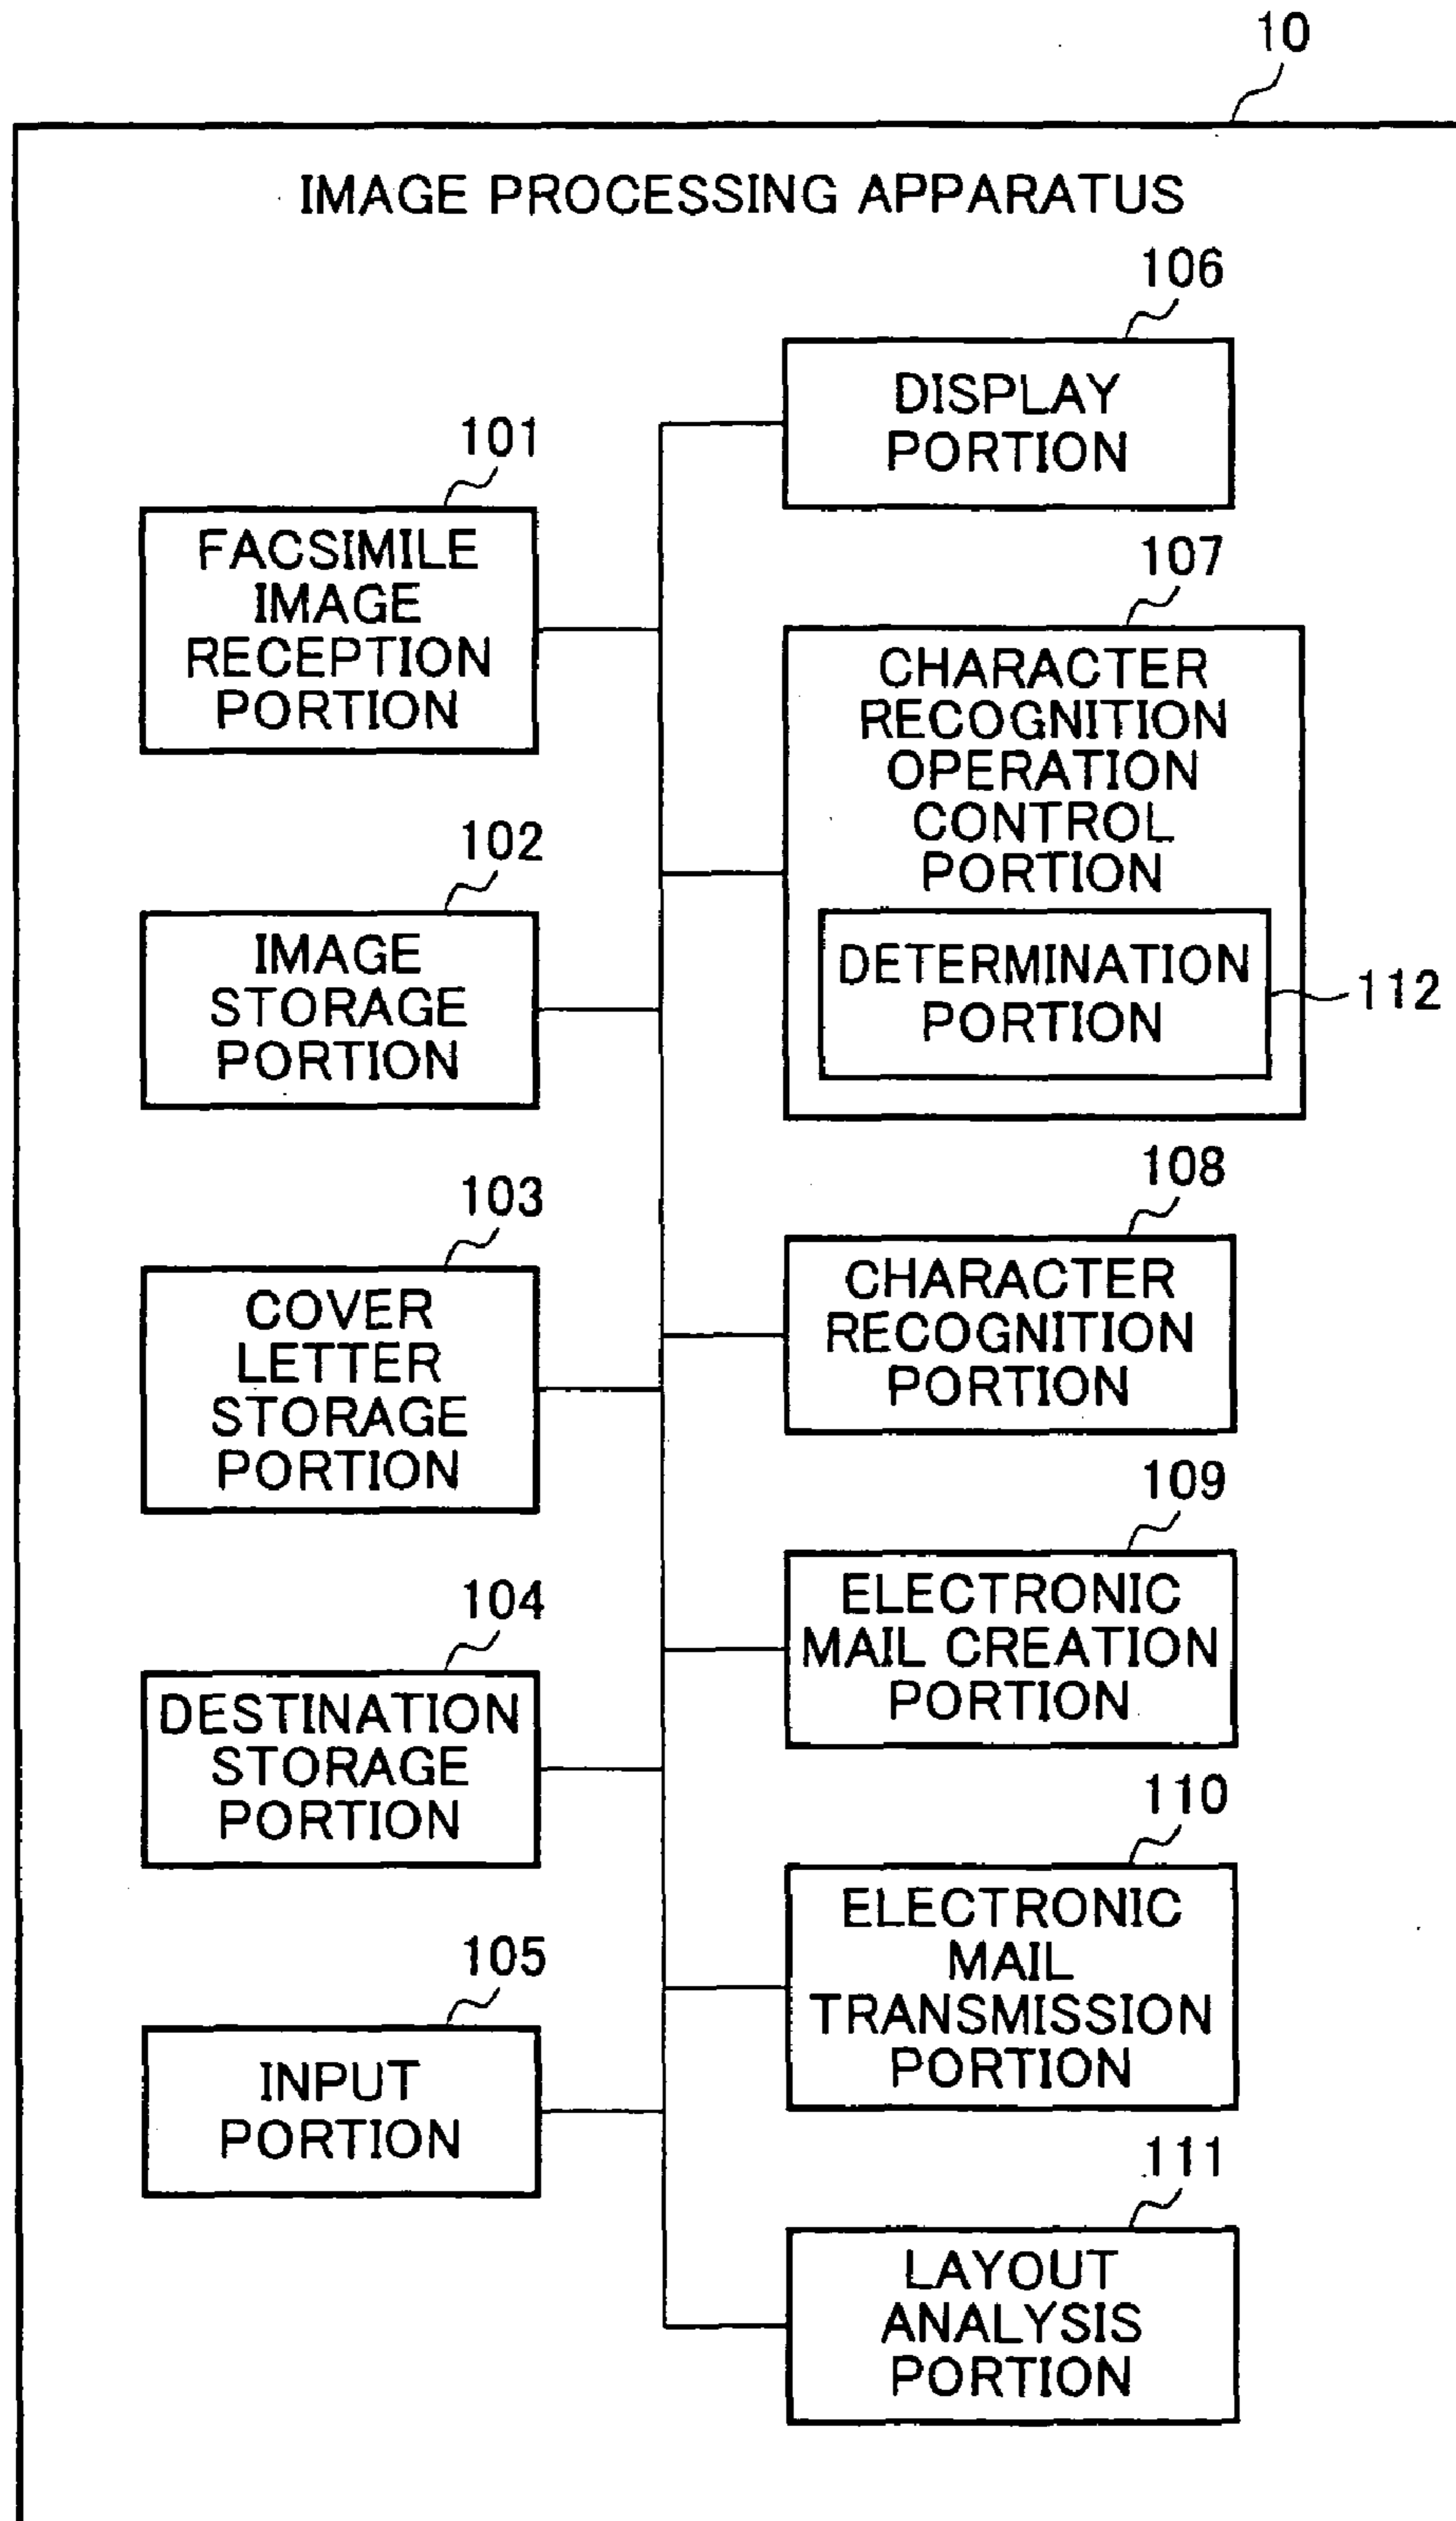 10
IMAGE PROCESSING APPARATUS
101
FACSIMILE
IMAGE
RECEPTION
PORTION
102
IMAGE
STORAGE
PORTION
103
COVER
LETTER
STORAGE
PORTION
104
DESTINATION
STORAGE
PORTION
105
INPUT
PORTION
106
DISPLAY
PORTION
107
CHARACTER
RECOGNITION
OPERATION
CONTROL
PORTION
DETERMINATION
PORTION
112
108
CHARACTER
RECOGNITION
PORTION
109
ELECTRONIC
MAIL CREATION
PORTION
110
ELECTRONIC
MAIL
TRANSMISSION
PORTION
111
LAYOUT
ANALYSIS
PORTION